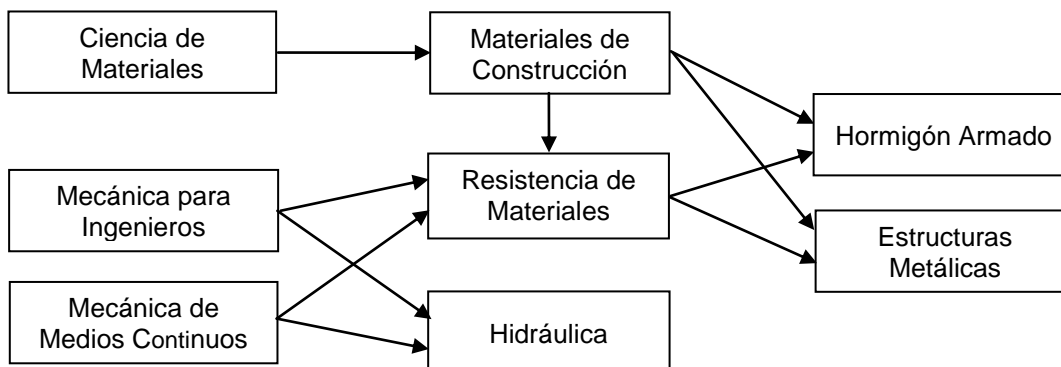 Ciencia de
Materiales
Materiales de
Construcción
Hormigón Armado
Mecánica para
Ingenieros
Resistencia de
Materiales
Estructuras
Metálicas
Mecánica de
Medios Continuos
Hidráulica